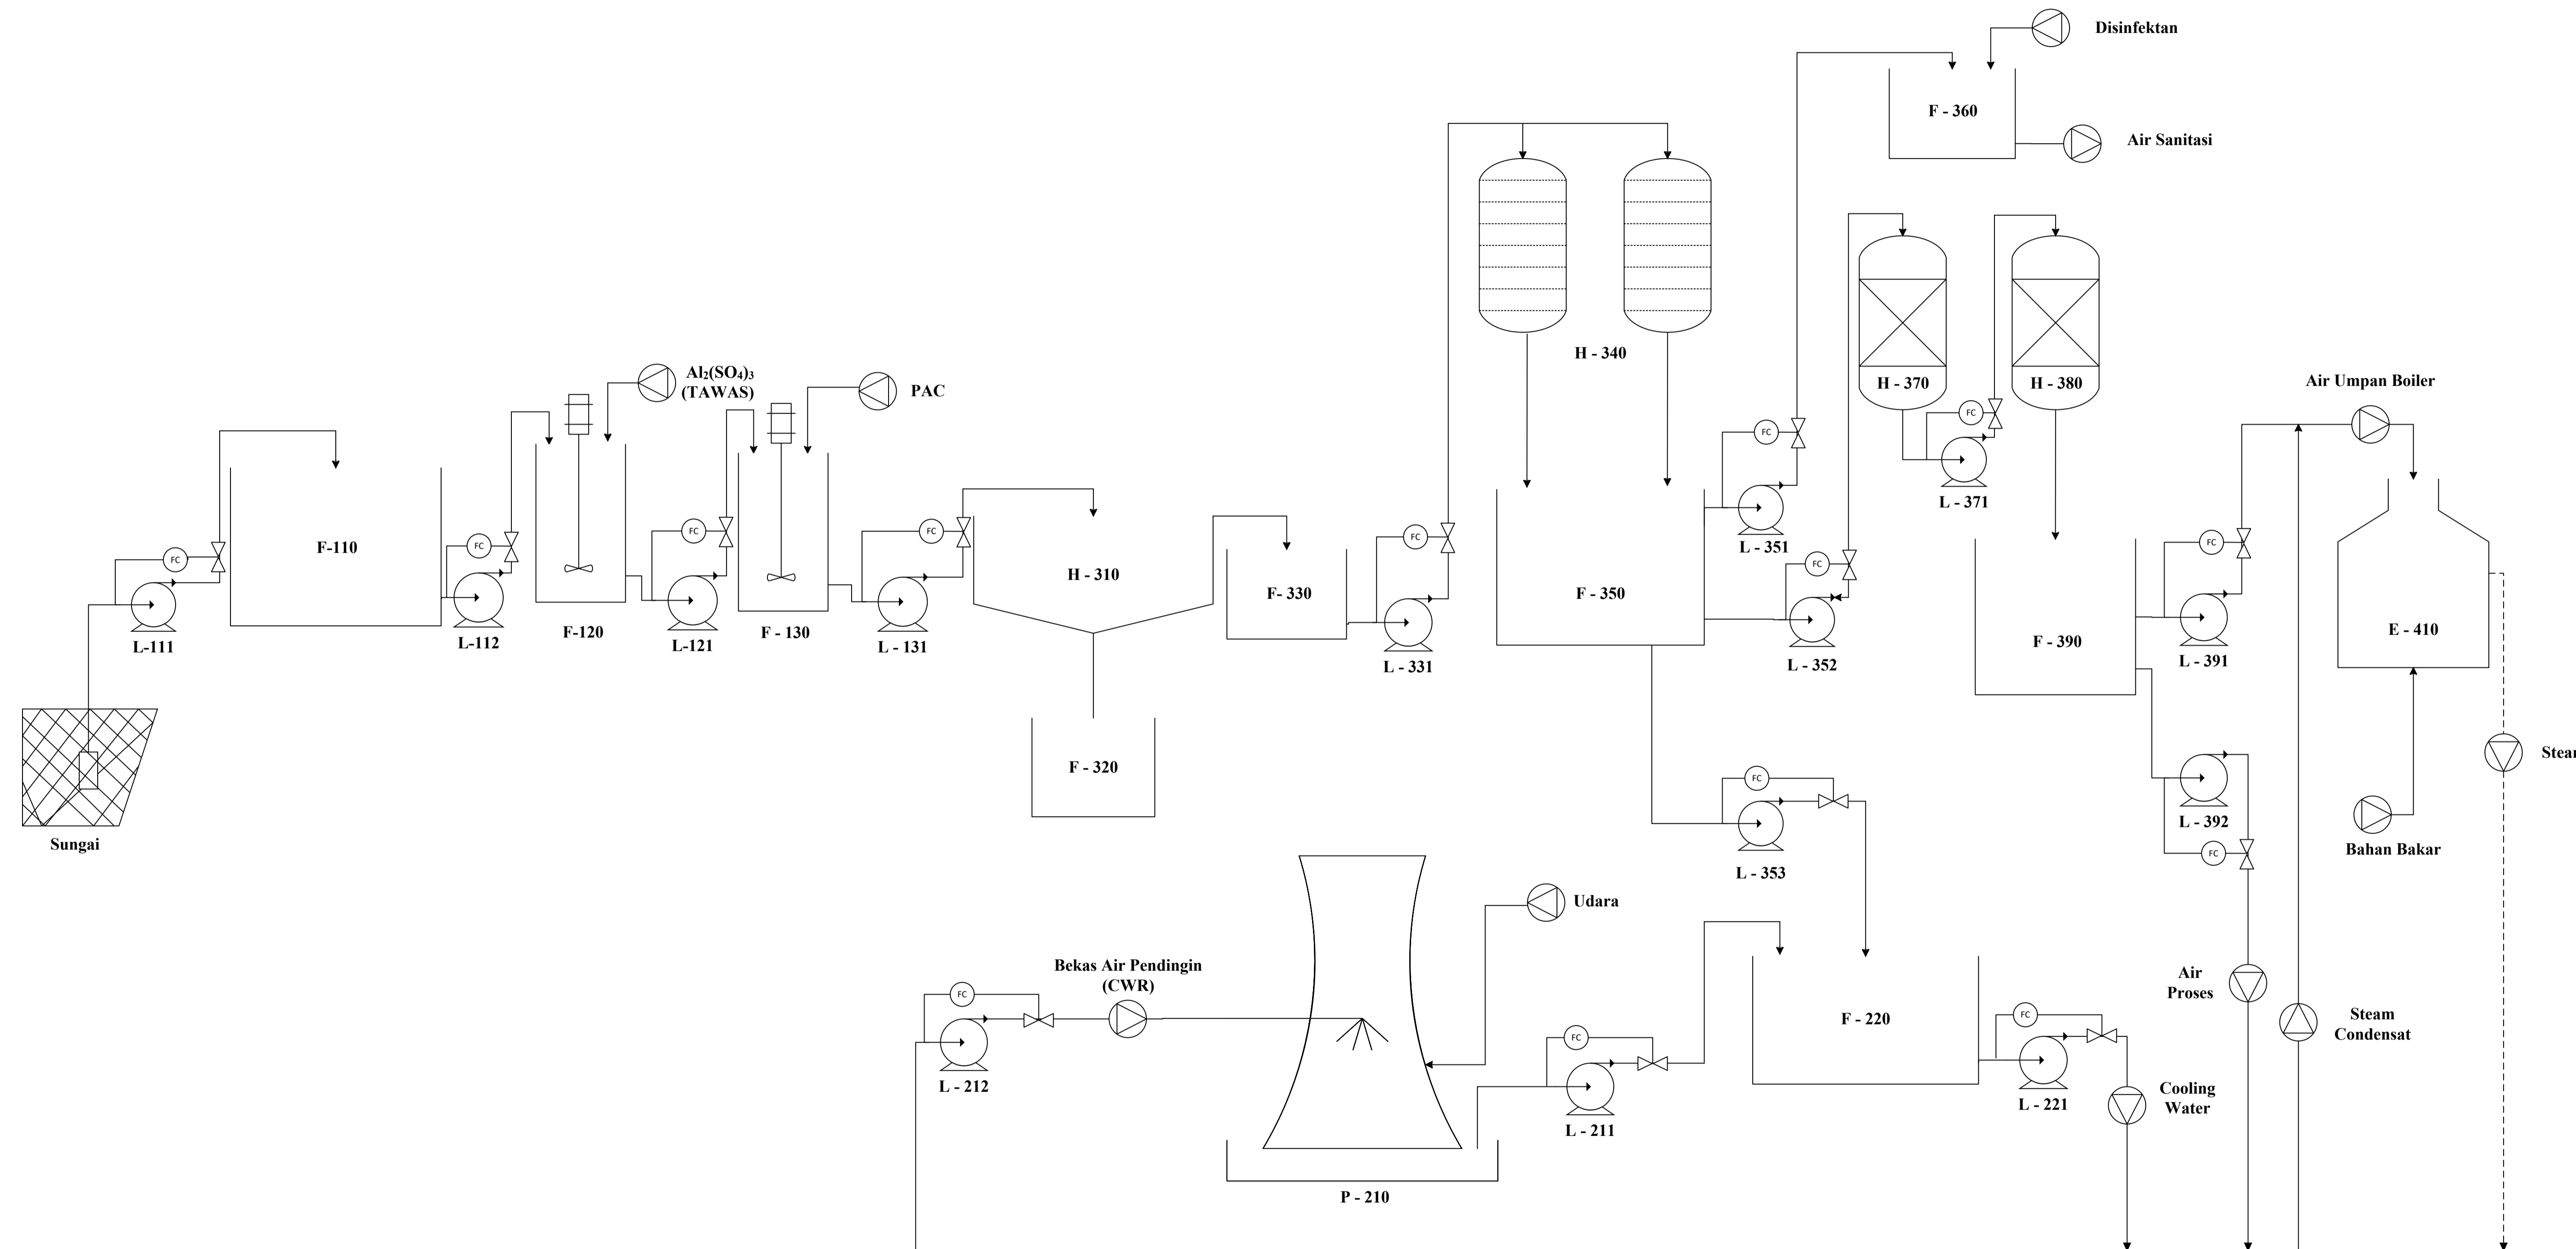 Disinfektan
F - 360
Air Sanitasi
H - 340
H - 370
H - 380
FC
L - 371
Air Umpan Boiler
Al₂(SO₄)₃
(TAWAS)
PAC
FC
L-111
F-110
FC
L-112
F-120
FC
L-121
F - 130
FC
L - 131
H - 310
F - 320
F- 330
FC
L - 331
F - 350
FC
L - 351
FC
L - 352
FC
L - 353
F - 390
FC
L - 391
L - 392
FC
E - 410
Bahan Bakar
Sungai
Bekas Air Pendingin
(CWR)
FC
L - 212
Udara
P - 210
FC
L - 211
F - 220
FC
L - 221
Cooling
Water
Air
Proses
Steam
Condensat